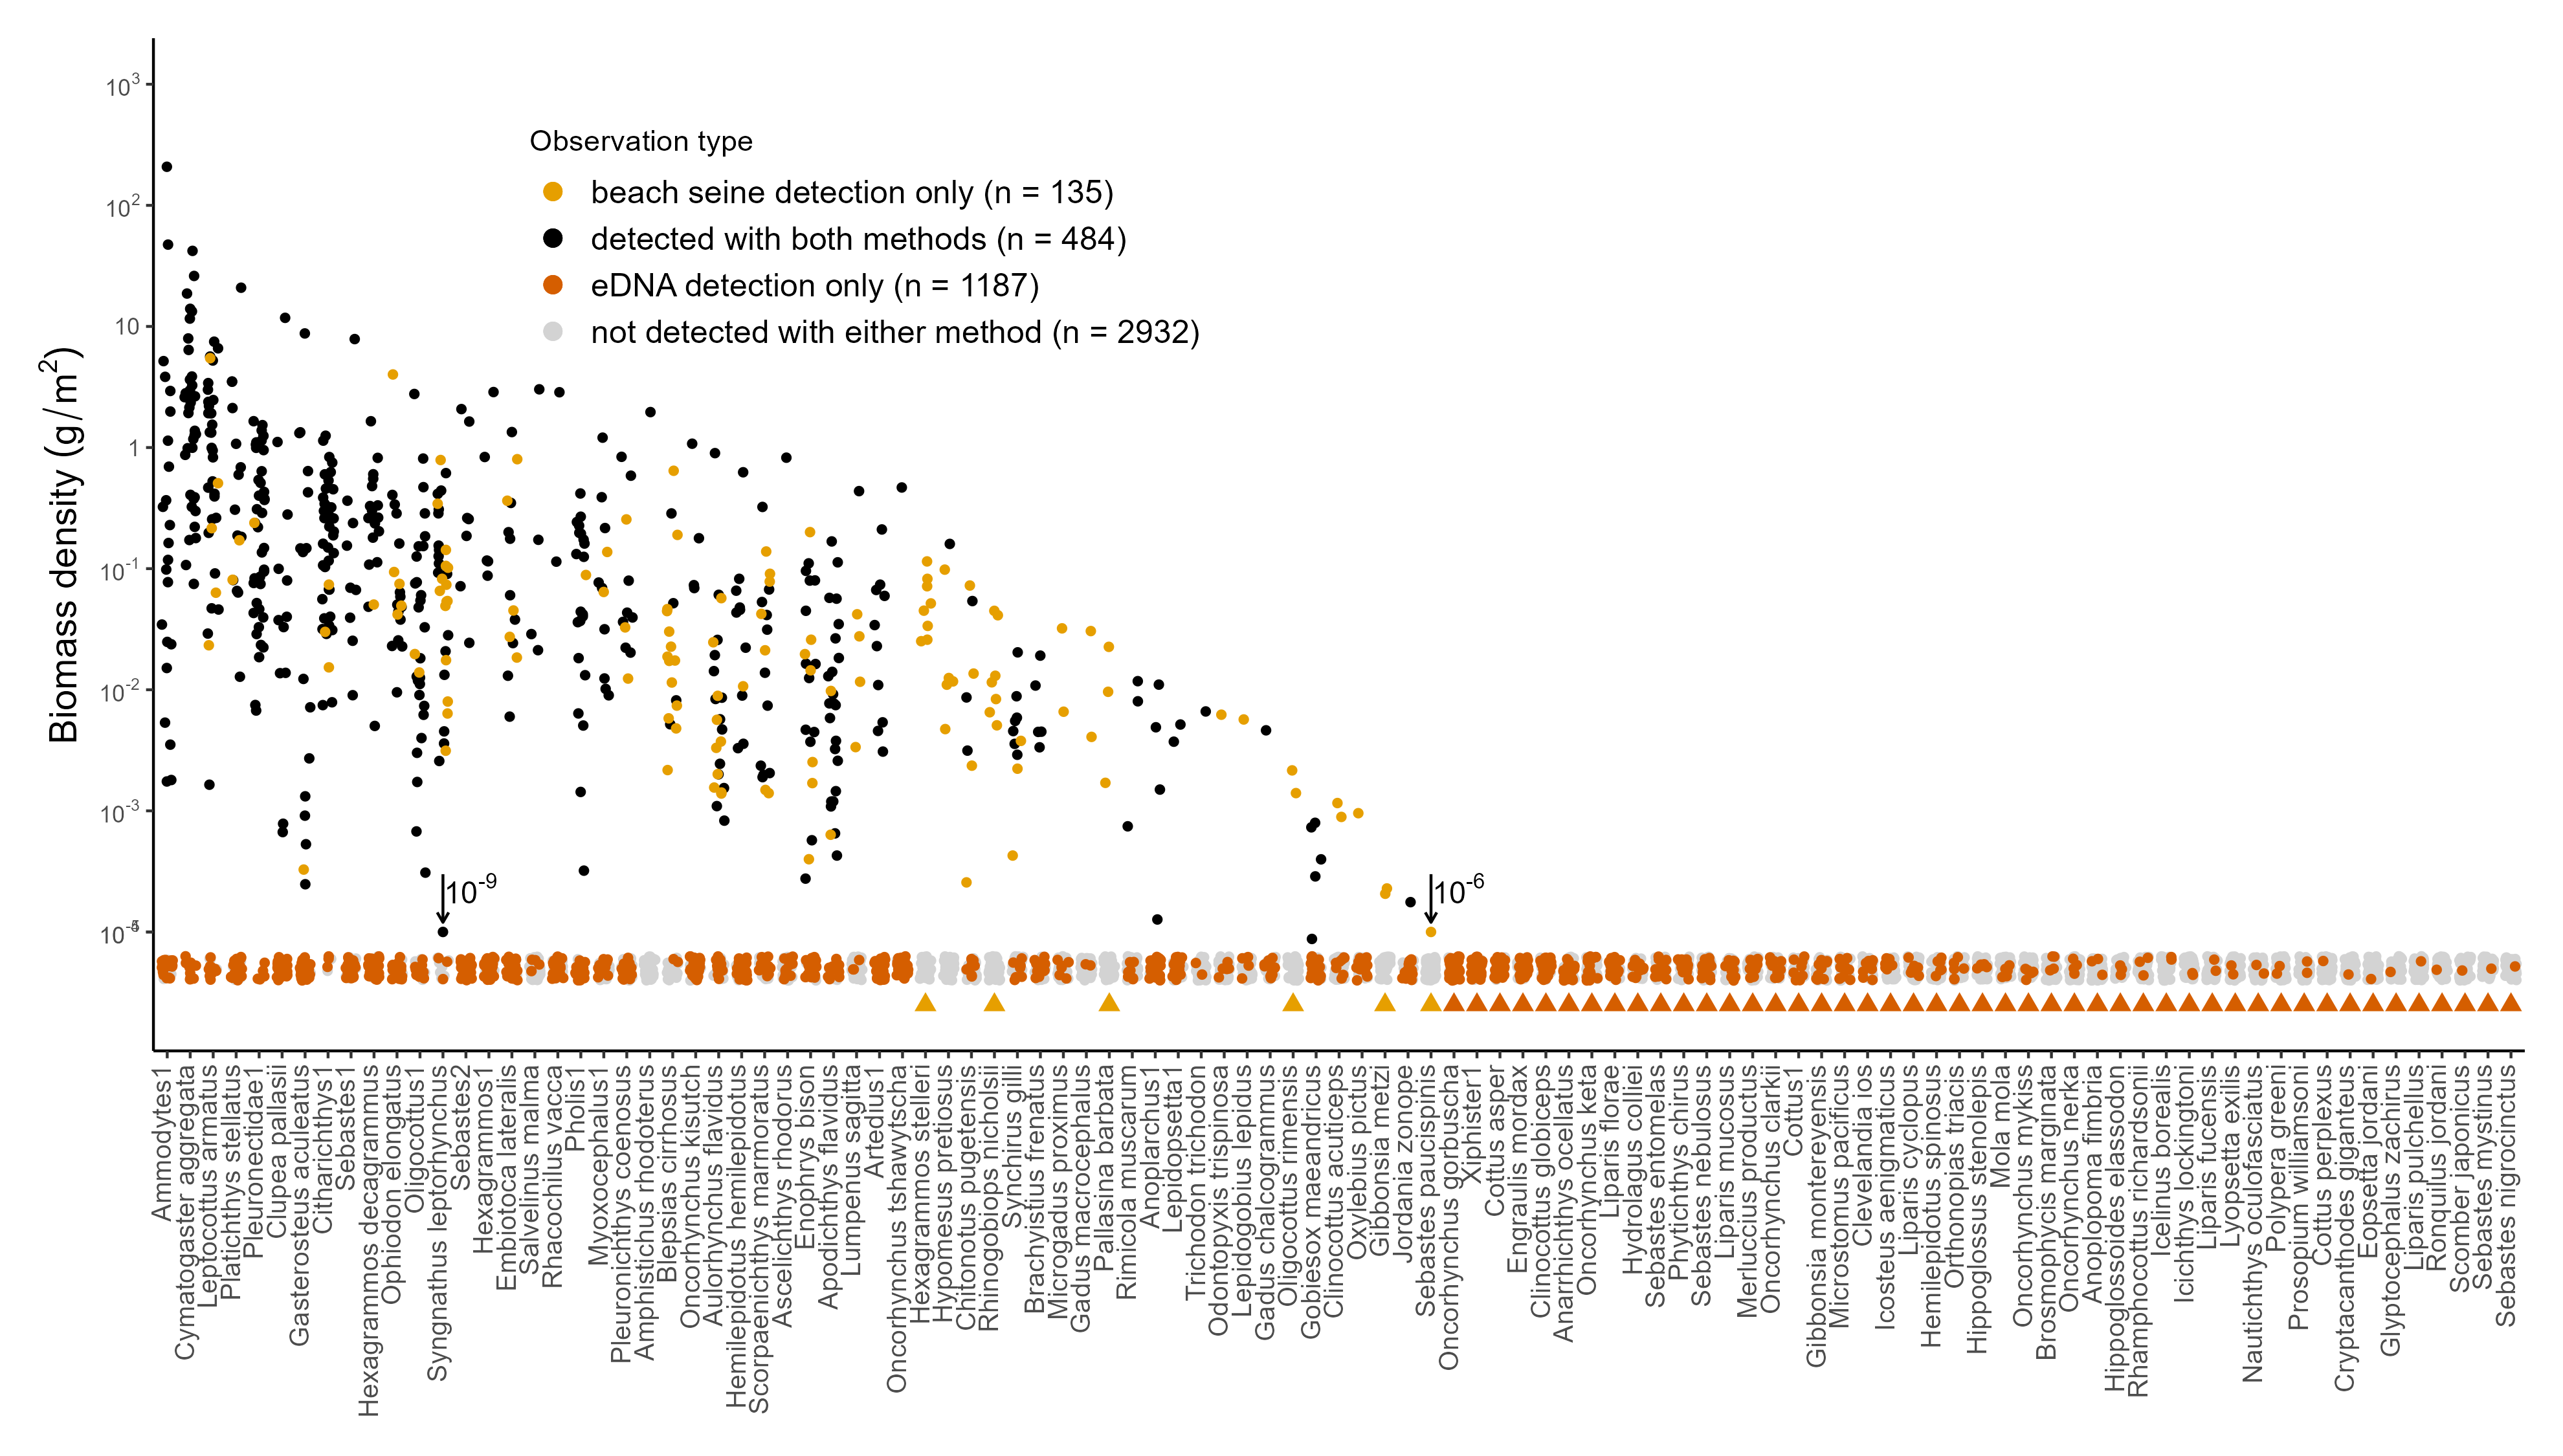 10³
10²
10
1
10⁻¹
10⁻²
10⁻³
Biomass density (g/m²)
Observation type
beach seine detection only (n = 135)
detected with both methods (n = 484)
eDNA detection only (n = 1187)
not detected with either method (n = 2932)
10⁻⁹
10⁻⁶
Ammodytes1
Cymatogaster aggregata
Leptocottus armatus
Platichthys stellatus
Pleuronectidae1
Clupea pallasii
Gasterosteus aculeatus
Citharichthys1
Sebastes1
Hexagrammos decagrammus
Ophiodon elongatus
Oligocottus1
Syngnathus leptorhynchus
Sebastes2
Hexagrammos1
Embiotoca lateralis
Salvelinus malma
Rhacochilus vacca
Pholis1
Myoxocephalus1
Pleuronichthys coenosus
Amphistichus rhodoterus
Blepsias cirrhosus
Oncorhynchus kisutch
Aulorhynchus flavidus
Hemilepidotus hemilepidotus
Scorpaenichthys marmoratus
Ascelichthys rhodorus
Enophrys bison
Apodichthys flavidus
Lumpenus sagitta
Artedius1
Oncorhynchus tshawytscha
Hexagrammos stelleri
Hypomesus pretiosus
Chitonotus pugetensis
Rhinogobiops nicholsii
Synchirus gilli
Brachyistius frenatus
Microgadus proximus
Gadus macrocephalus
Pallasina barbata
Rimicola muscarum
Anoplarchus1
Lepidopsetta1
Trichodon trichodon
Odontopyxis trispinosa
Lepidogobius lepidus
Gadus chalcogrammus
Oligocottus rimensis
Gobiesox maeandricus
Clinocottus acuticeps
Oxylebius pictus
Gibbonsia metzi
Jordania zonope
Sebastes paucispinis
Oncorhynchus gorbuscha
Xiphister1
Cottus asper
Engraulis mordax
Clinocottus globiceps
Anarrhichthys ocellatus
Oncorhynchus keta
Liparis florae
Hydrolagus colliei
Sebastes entomelas
Phytichthys chirus
Sebastes nebulosus
Liparis mucosus
Merluccius productus
Oncorhynchus clarkii
Cottus1
Gibbonsia montereyensis
Microstomus pacificus
Clevelandia ios
Icosteus aenigmaticus
Liparis cyclopus
Hemilepidotus spinosus
Orthonopias triacis
Hippoglossus stenolepis
Mola mola
Oncorhynchus mykiss
Brosmophycis marginata
Oncorhynchus nerka
Anoplopoma fimbria
Hippoglossoides elassodon
Rhamphocottus richardsonii
Icelinus borealis
Icichthys lockingtoni
Liparis fucensis
Lyopsetta exilis
Nautichthys oculofasciatus
Polypera greeni
Prosopium williamsoni
Cottus perplexus
Cryptacanthodes giganteus
Eopsetta jordani
Glyptocephalus zachirus
Liparis pulchellus
Ronquilus jordani
Scomber japonicus
Sebastes mystinus
Sebastes nigrocinctus